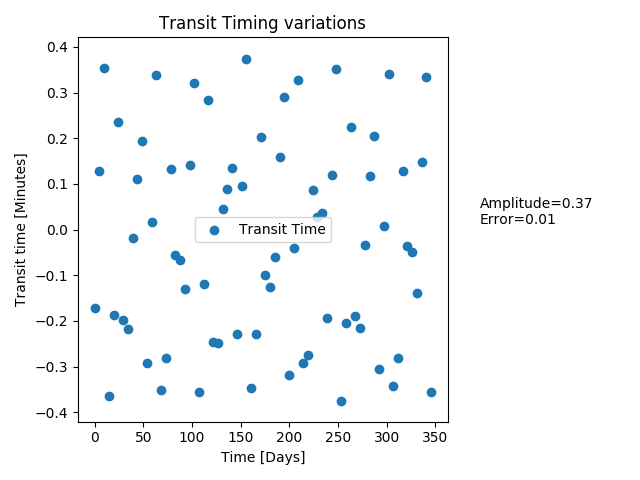 Transit Timing variations
Transit time [Minutes]
0.4
0.3
0.2
0.1
0.0
−0.1
−0.2
−0.3
−0.4
Transit Time
0 50 100 150 200 250 300 350
Time [Days]
Amplitude=0.37
Error=0.01